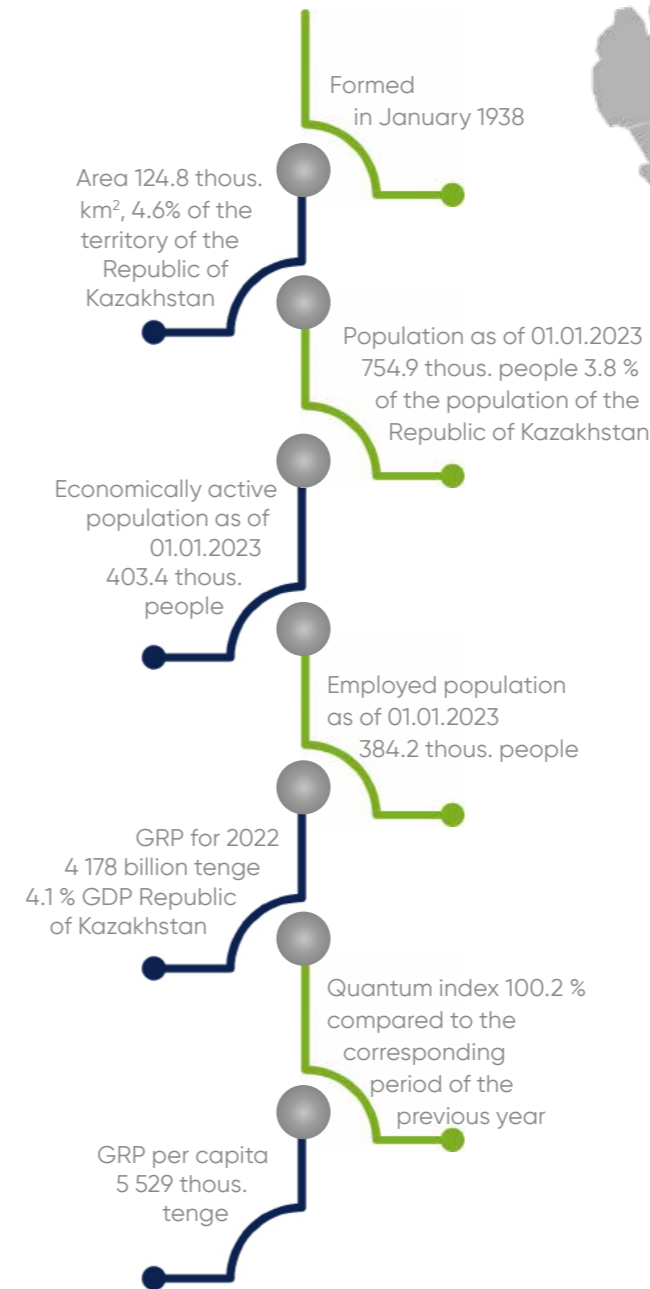 Formed
in January 1938
Area 124.8 thous.
km², 4.6% of the
territory of the
Republic of
Kazakhstan
Population as of 01.01.2023
754.9 thous. people 3.8 %
of the population of the
Republic of Kazakhstan
Economically active
population as of
01.01.2023
403.4 thous.
people
Employed population
as of 01.01.2023
384.2 thous. people
GRP for 2022
4 178 billion tenge
4.1 % GDP Republic
of Kazakhstan
Quantum index 100.2 %
compared to the
corresponding
period of the
previous year
GRP per capita
5 529 thous.
tenge